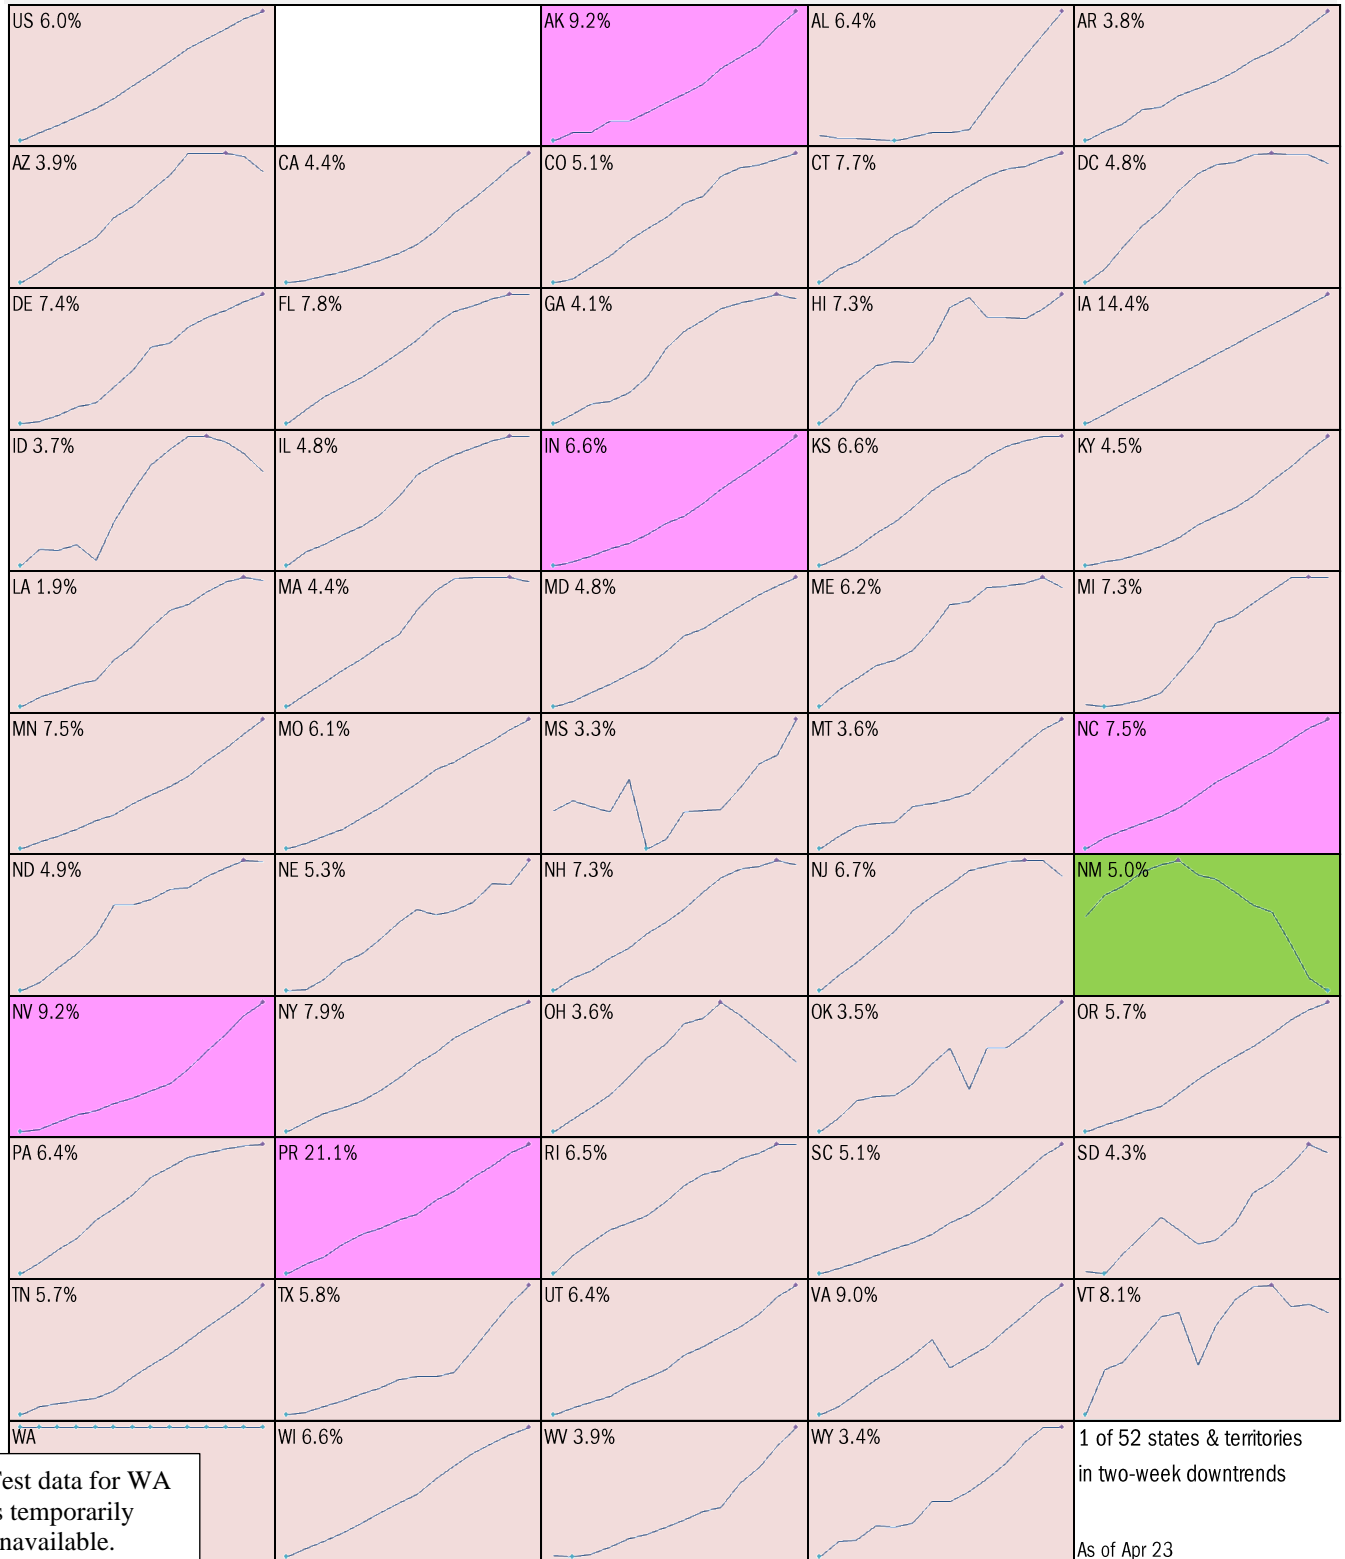 US 6.0%
AK 9.2%
AL 6.4%
AR 3.8%
AZ 3.9%
CA 4.4%
CO 5.1%
CT 7.7%
DC 4.8%
DE 7.4%
FL 7.8%
GA 4.1%
HI 7.3%
IA 14.4%
ID 3.7%
IL 4.8%
IN 6.6%
KS 6.6%
KY 4.5%
LA 1.9%
MA 4.4%
MD 4.8%
ME 6.2%
MI 7.3%
MN 7.5%
MO 6.1%
MS 3.3%
MT 3.6%
NC 7.5%
ND 4.9%
NE 5.3%
NH 7.3%
NJ 6.7%
NM 5.0%
NV 9.2%
NY 7.9%
OH 3.6%
OK 3.5%
OR 5.7%
PA 6.4%
PR 21.1%
RI 6.5%
SC 5.1%
SD 4.3%
TN 5.7%
TX 5.8%
UT 6.4%
VA 9.0%
VT 8.1%
WA
WI 6.6%
WV 3.9%
WY 3.4%
1 of 52 states & territories
in two-week downtrends
As of Apr 23
Test data for WA
s temporarily
navailable.